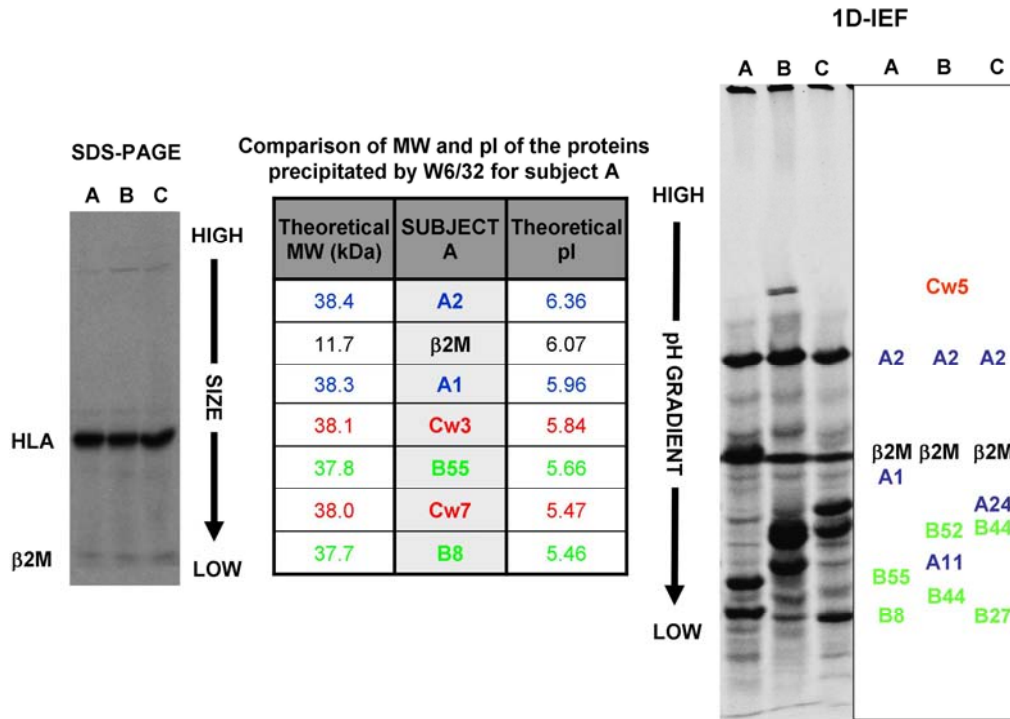 1D-IEF
A B C A B C
SDS-PAGE
A B C
HIGH
SIZE
LOW
HLA
β2M
Comparison of MW and pI of the proteins
precipitated by W6/32 for subject A
Theoretical MW (kDa) SUBJECT A Theoretical pI
38.4 A2 6.36
11.7 β2M 6.07
38.3 A1 5.96
38.1 Cw3 5.84
37.8 B55 5.66
38.0 Cw7 5.47
37.7 B8 5.46
HIGH
pH GRADIENT
LOW
Cw5
A2 A2 A2
β2M β2M β2M
A1
A24
B52 B44
A11
B55
B44
B8 B27